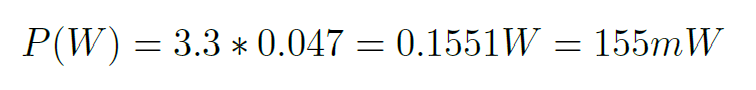 P(W) = 3.3 * 0.047 = 0.1551W = 155mW